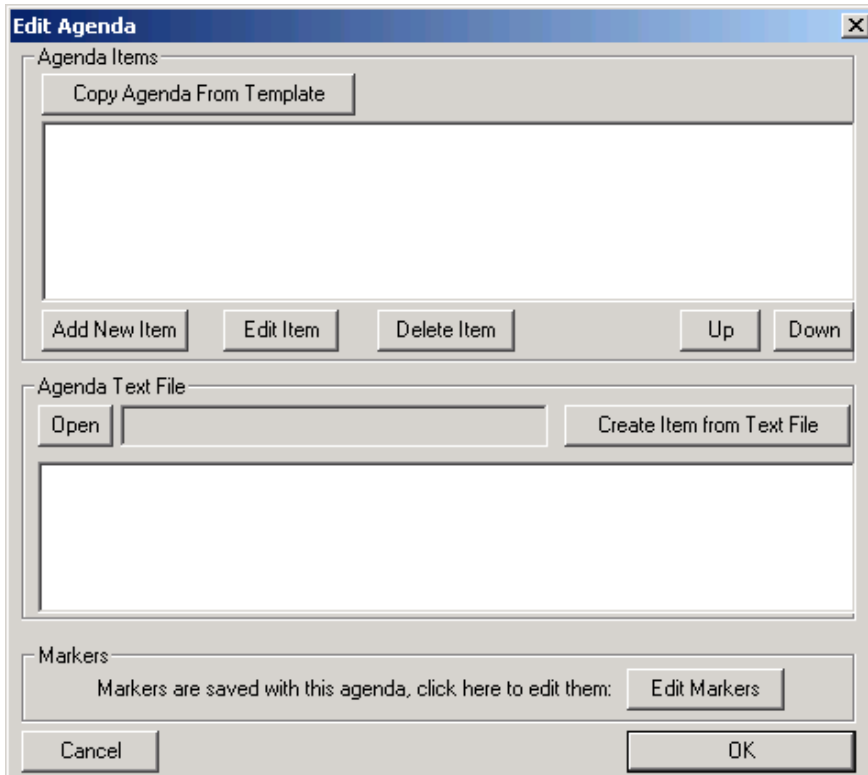 Edit Agenda
Agenda Items
Copy Agenda From Template
Add New Item Edit Item Delete Item Up Down
Agenda Text File
Open Create Item from Text File
Markers
Markers are saved with this agenda, click here to edit them: Edit Markers
Cancel OK